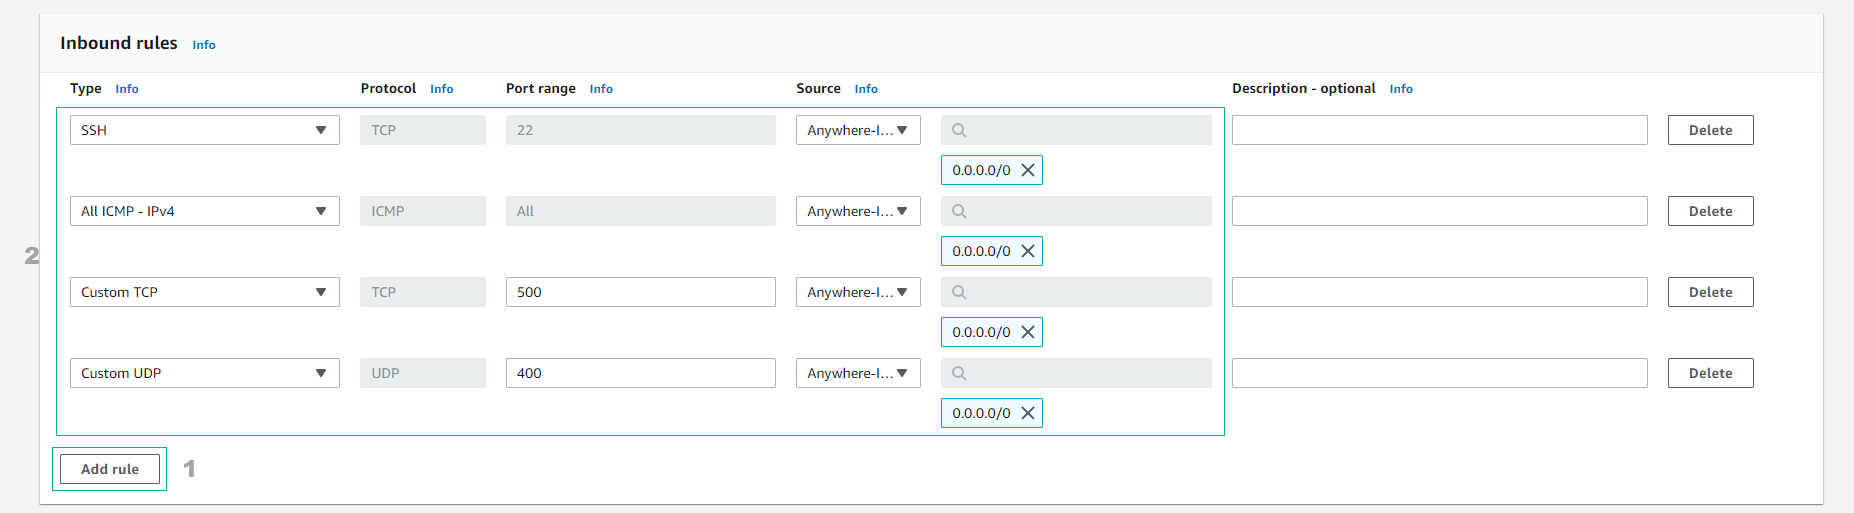 Inbound rules Info
Type Info Protocol Info Port range Info Source Info Description - optional Info
SSH TCP 22 Anywhere-I... Delete
0.0.0.0/0
All ICMP - IPv4 ICMP All Anywhere-I... Delete
2
0.0.0.0/0
Custom TCP TCP 500 Anywhere-I... Delete
0.0.0.0/0
Custom UDP UDP 400 Anywhere-I... Delete
0.0.0.0/0
Add rule 1